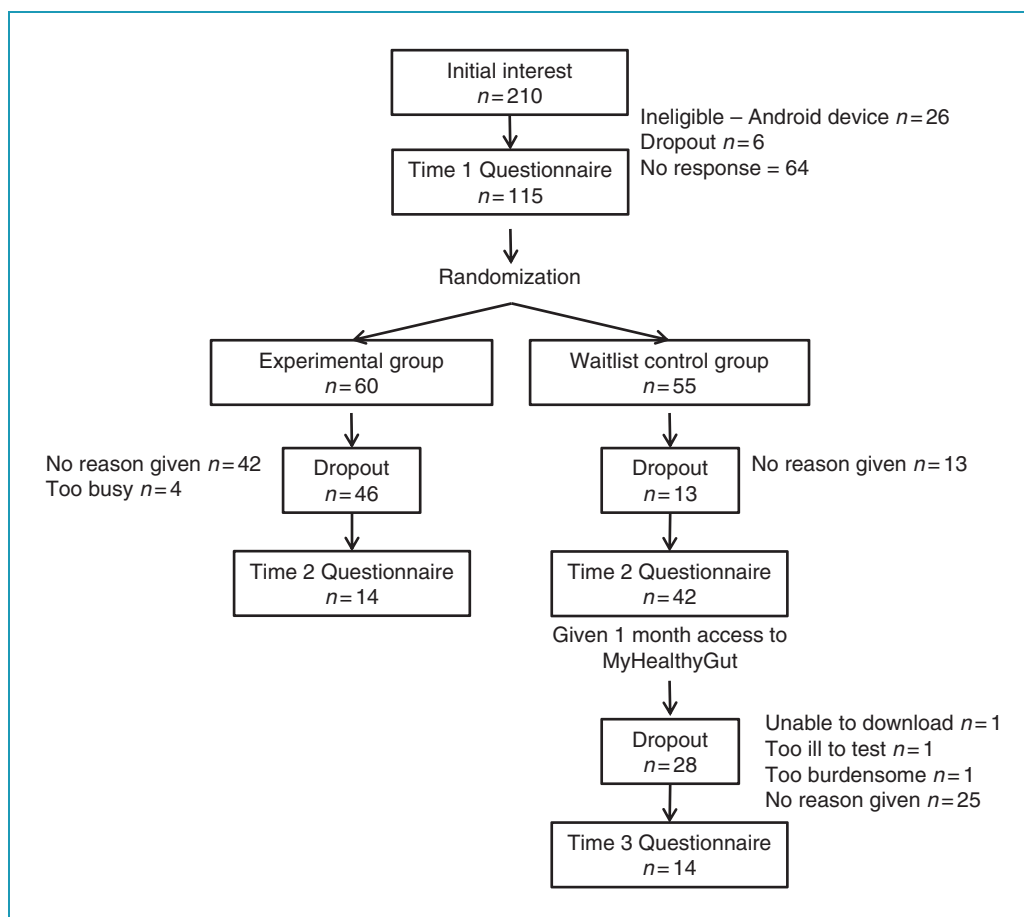 Initial interest
n=210
Ineligible – Android device n=26
Dropout n=6
No response = 64
Time 1 Questionnaire
n=115
Randomization
Experimental group
n=60
Waitlist control group
n=55
No reason given n=42
Too busy n=4
Dropout
n=46
Dropout
n=13
No reason given n=13
Time 2 Questionnaire
n=14
Time 2 Questionnaire
n=42
Given 1 month access to
MyHealthyGut
Dropout
n=28
Unable to download n=1
Too ill to test n=1
Too burdensome n=1
No reason given n=25
Time 3 Questionnaire
n=14